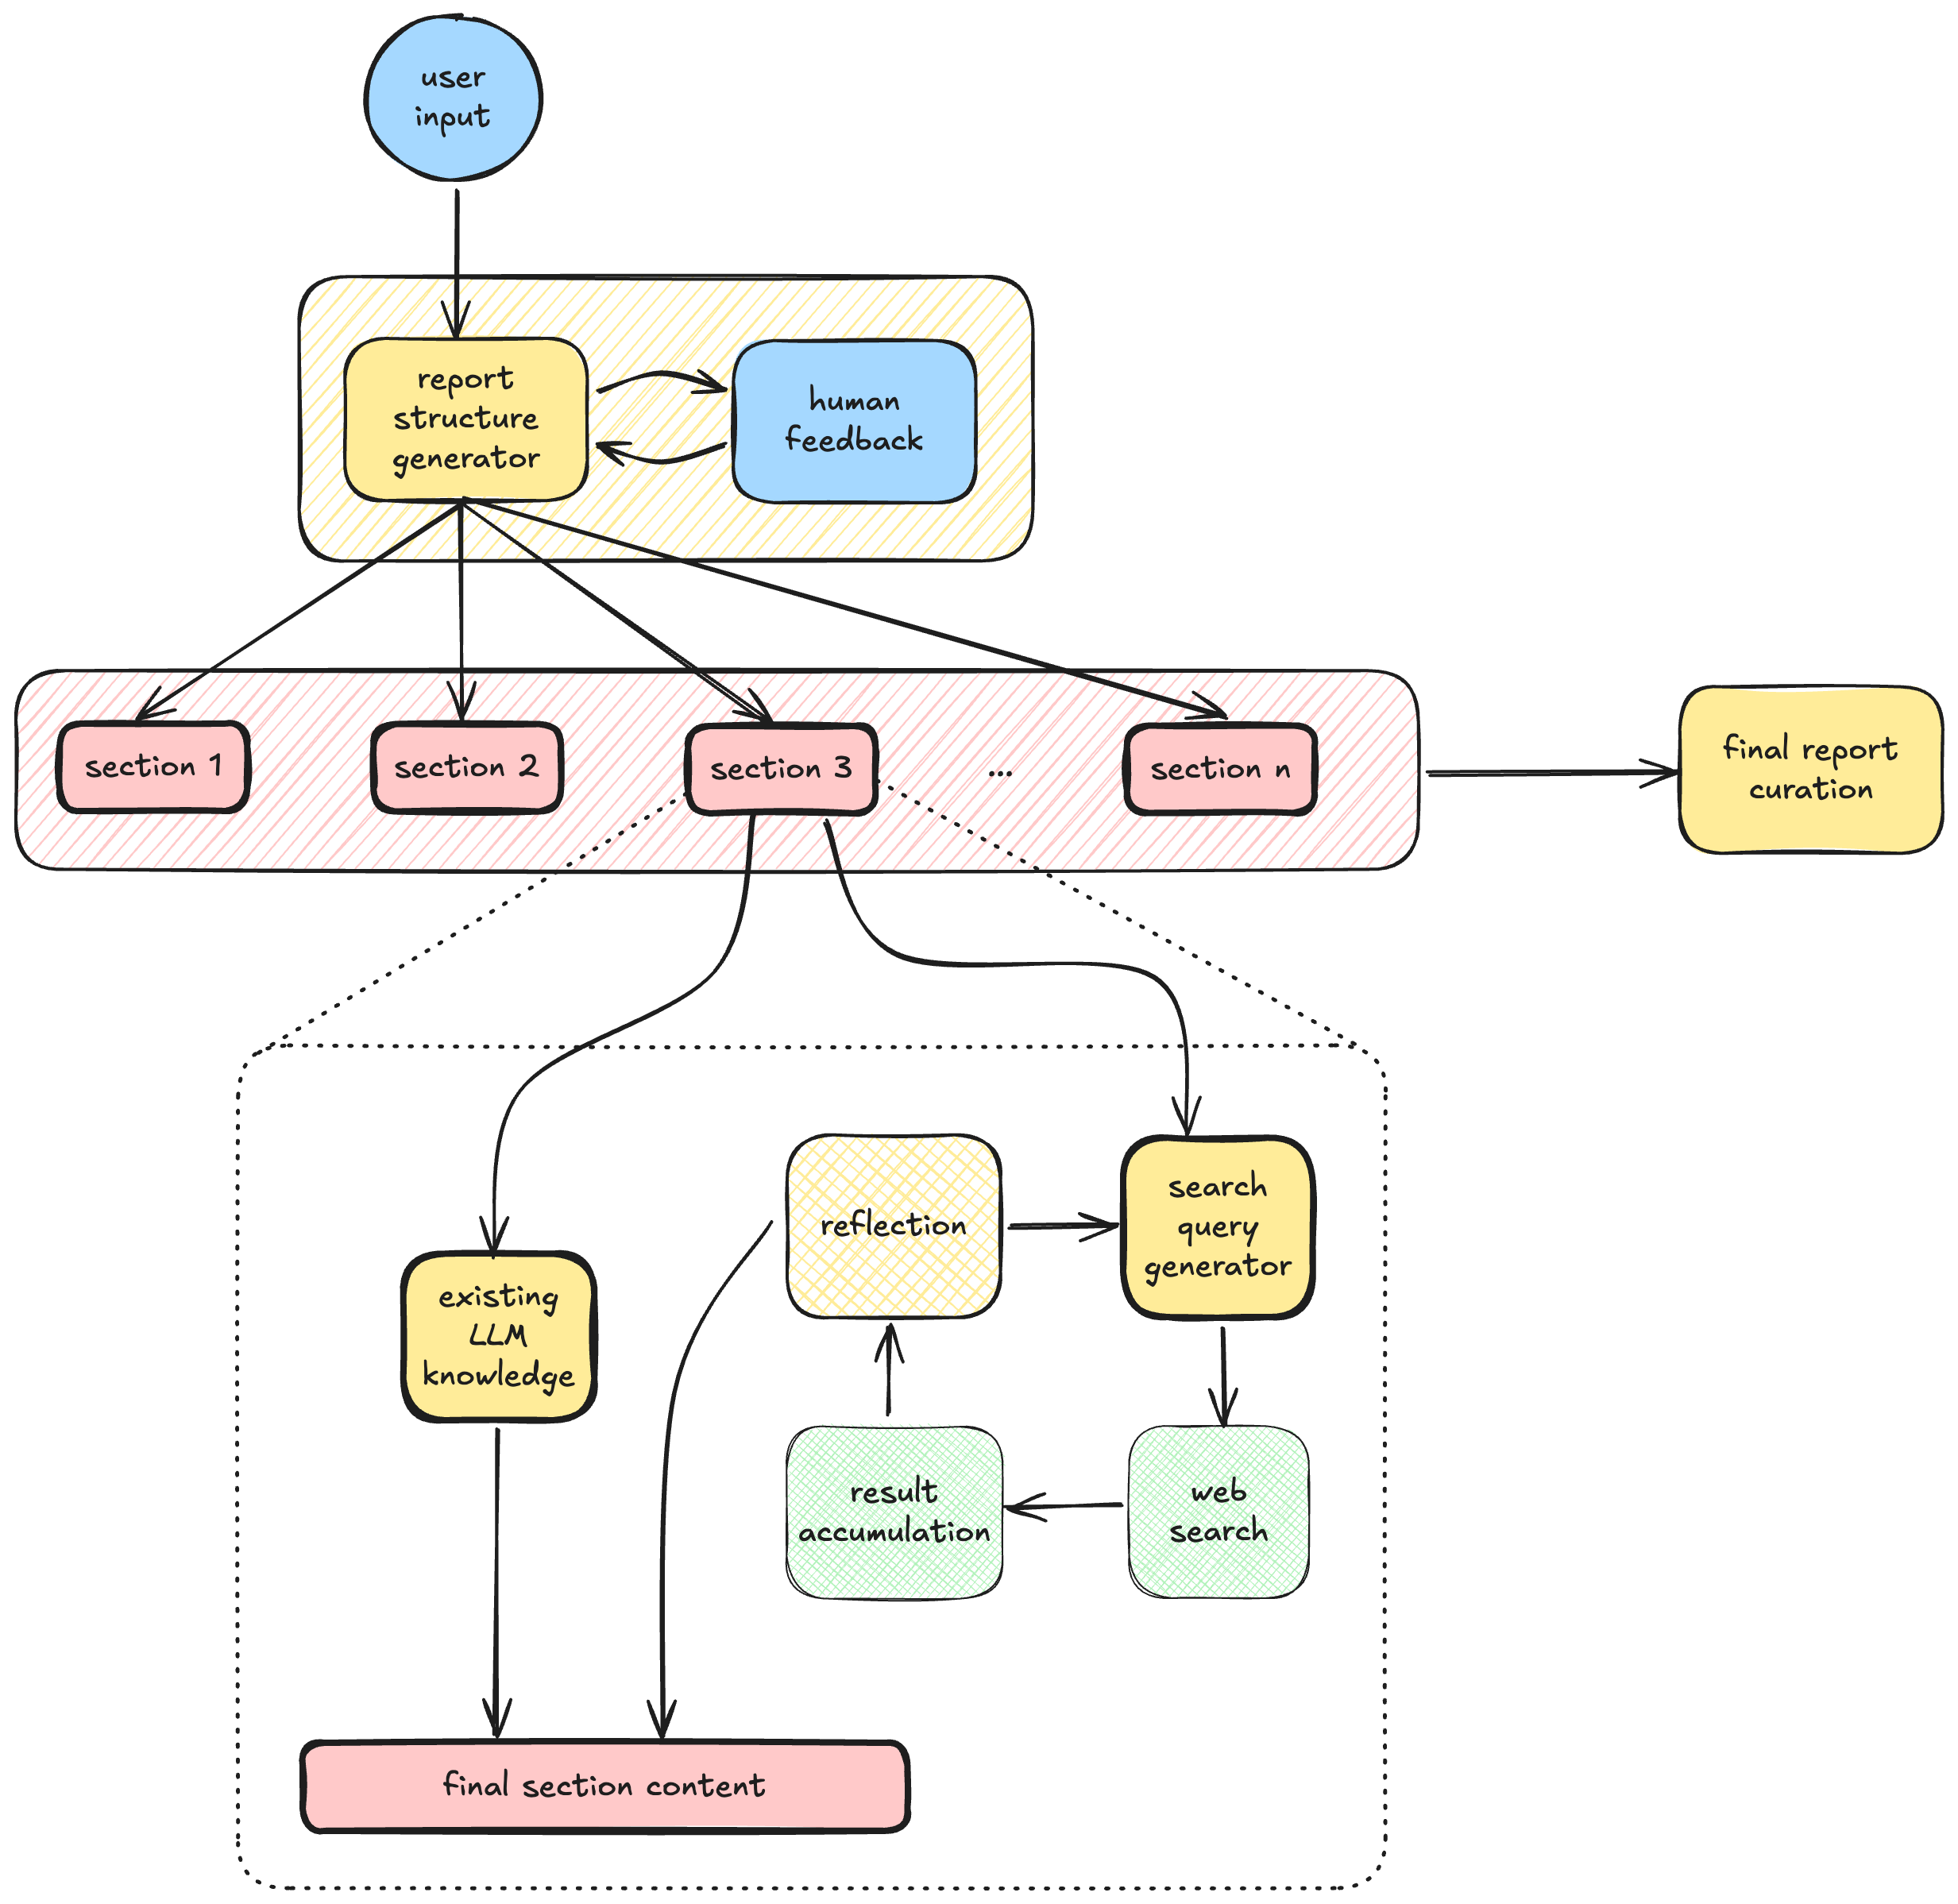 user
input
report
structure
generator
human
feedback
section 1
section 2
section 3
...
section n
final report
curation
reflection
search
query
generator
existing
LLM
knowledge
result
accumulation
web
search
final section content